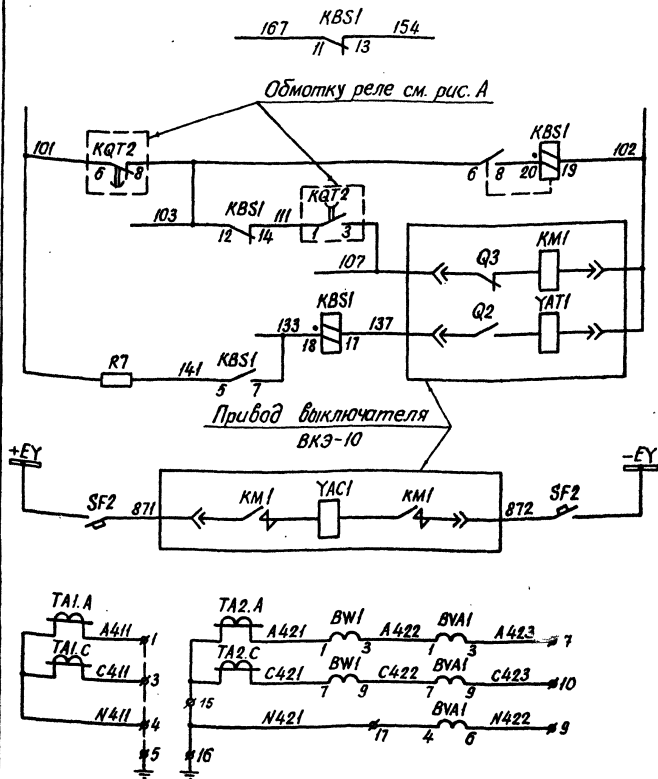 KBS1
167 154
11 13
Обмотку реле см. рис. А
101 KQT2 KBS1 102
6 8 6 8 20 19
KQT2
103 KBS1 111
12 14 1 3
107 Q3 KM1
KBS1 Q2 YAT1
133 137
18 17
R7 141 KBS1
5 7
Привод выключателя
ВКЭ-10
+EY -EY
SF2 871 KM1 YAC1 KM1 872 SF2
TA1.A TA2.A BW1 BVA1
A411 1 A421 1 3 A422 1 3 A423 7
TA1.C TA2.C BW1 BVA1
C411 3 C421 7 9 C422 7 9 C423 10
15
N411 4 N421 17 BVA1 4 6 N422 9
5 16